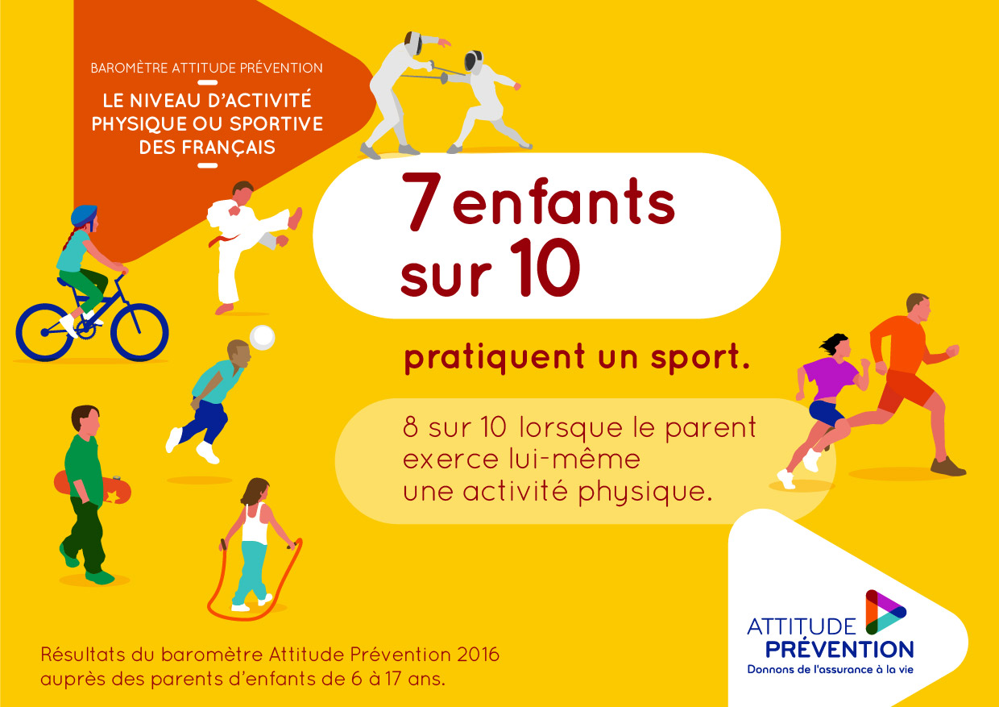 BAROMÈTRE ATTITUDE PRÉVENTION
LE NIVEAU D'ACTIVITÉ
PHYSIQUE OU SPORTIVE
DES FRANÇAIS
7 enfants
sur 10
pratiquent un sport.
8 sur 10 lorsque le parent
exerce lui-même
une activité physique.
Résultats du baromètre Attitude Prévention 2016
auprès des parents d'enfants de 6 à 17 ans.
ATTITUDE
PRÉVENTION
Donnons de l'assurance à la vie